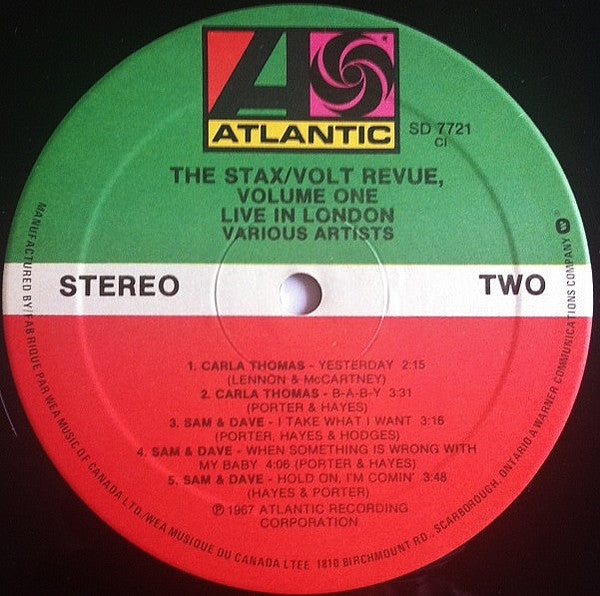 ATLANTIC
SD 7721
CI
THE STAX/VOLT REVUE,
VOLUME ONE
LIVE IN LONDON
VARIOUS ARTISTS
STEREO
TWO
1. CARLA THOMAS - YESTERDAY 2:15
(LENNON & McCARTNEY)
2. CARLA THOMAS - B-A-B-Y 3:31
(PORTER & HAYES)
3. SAM & DAVE - I TAKE WHAT I WANT 3:16
(PORTER, HAYES & HODGES)
4. SAM & DAVE - WHEN SOMETHING IS WRONG WITH
MY BABY 4:06 (PORTER & HAYES)
5. SAM & DAVE - HOLD ON, I'M COMIN' 3:48
(HAYES & PORTER)
℗ 1967 ATLANTIC RECORDING
CORPORATION
MANUFACTURED BY/FABRIQUE PAR WEA MUSIC OF CANADA LTD./WEA MUSIQUE DU CANADA LTEE 1810 BIRCHMOUNT RD., SCARBOROUGH, ONTARIO A WARNER COMMUNICATIONS COMPANY